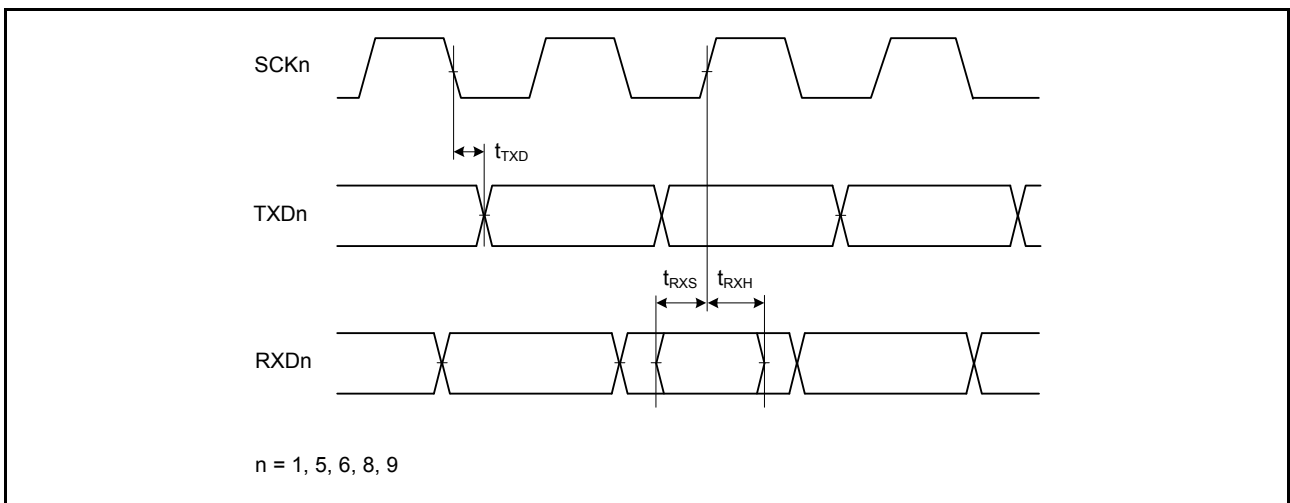 SCKn
tTXD
TXDn
tRXS tRXH
RXDn
n = 1, 5, 6, 8, 9